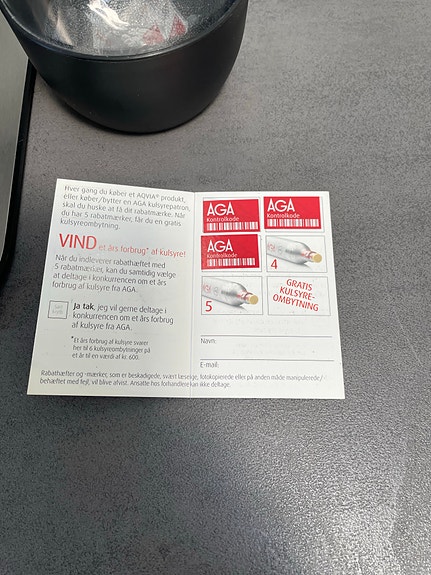 Hver gang du køber et AQVIA® produkt,
eller køber/bytter en AGA kulsyrepatron,
skal du huske at få dit rabatmærke. Når
du har 5 rabatmærker, får du en gratis
kulsyreombytning.
VIND et års forbrug* af kulsyre!
Når du indleverer rabathæftet med
5 rabatmærker, kan du samtidig vælge
at deltage i konkurrencen om et års
forbrug af kulsyre fra AGA.
Ja tak, jeg vil gerne deltage i
konkurrencen om et års forbrug
af kulsyre fra AGA.
*Et års forbrug af kulsyre svarer
her til 6 kulsyreombytninger på
et år til en værdi af kr. 600.
AGA
Kontrolkode
AGA
Kontrolkode
AGA
Kontrolkode
4
5
GRATIS
KULSYRE-
OMBYTNING
Navn:
E-mail:
Rabathæfter og -mærker, som er beskadigede, svært læselige, fotokopierede eller på anden måde manipulerede/
behæftet med fejl, vil blive afvist. Ansatte hos forhandlere kan ikke deltage.